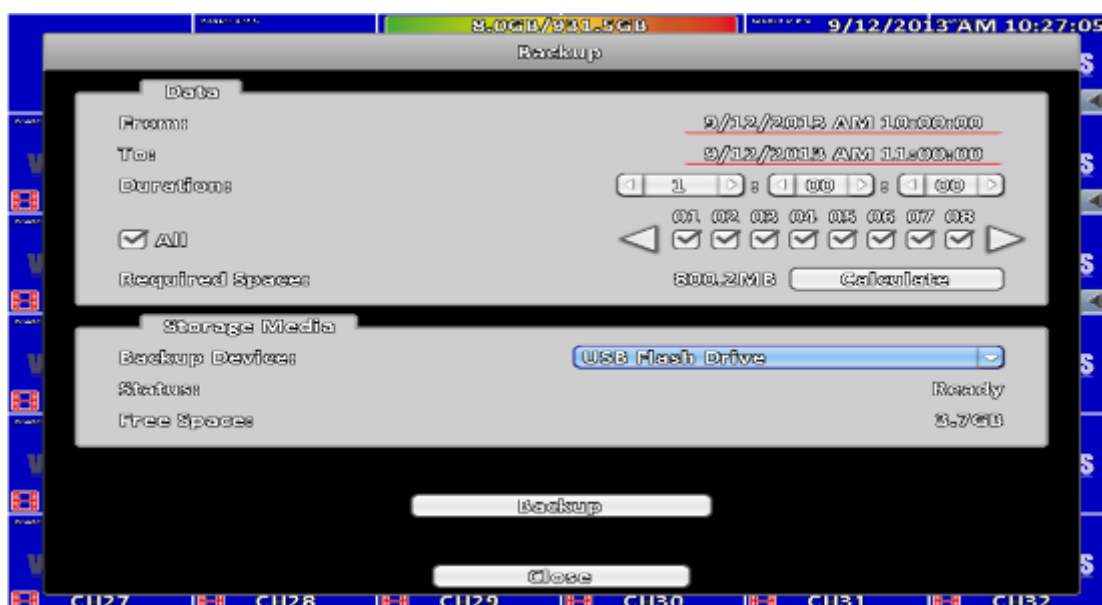 8.0GB/931.5GB 9/12/2013 AM 10:27:05
Backup
Data
From: 9/12/2013 AM 10:00:00
To: 9/12/2013 AM 11:00:00
Duration: 1 : 00 : 00
01 02 03 04 05 06 07 08
All
Required Space: 600.2MB Calculate
Storage Media
Backup Device: USB Flash Drive
Status: Ready
Free Space: 3.7GB
Backup
Close
CH27 CH28 CH29 CH30 CH31 CH32